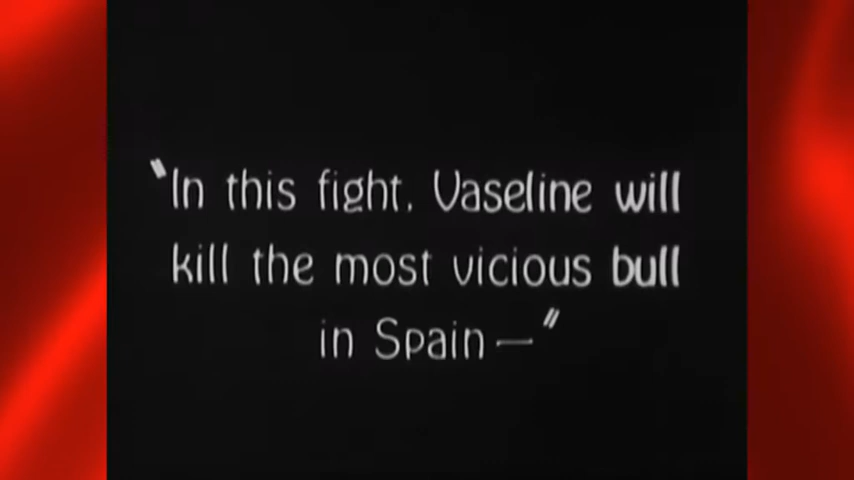 "In this fight, Vaseline will
kill the most vicious bull
in Spain—"